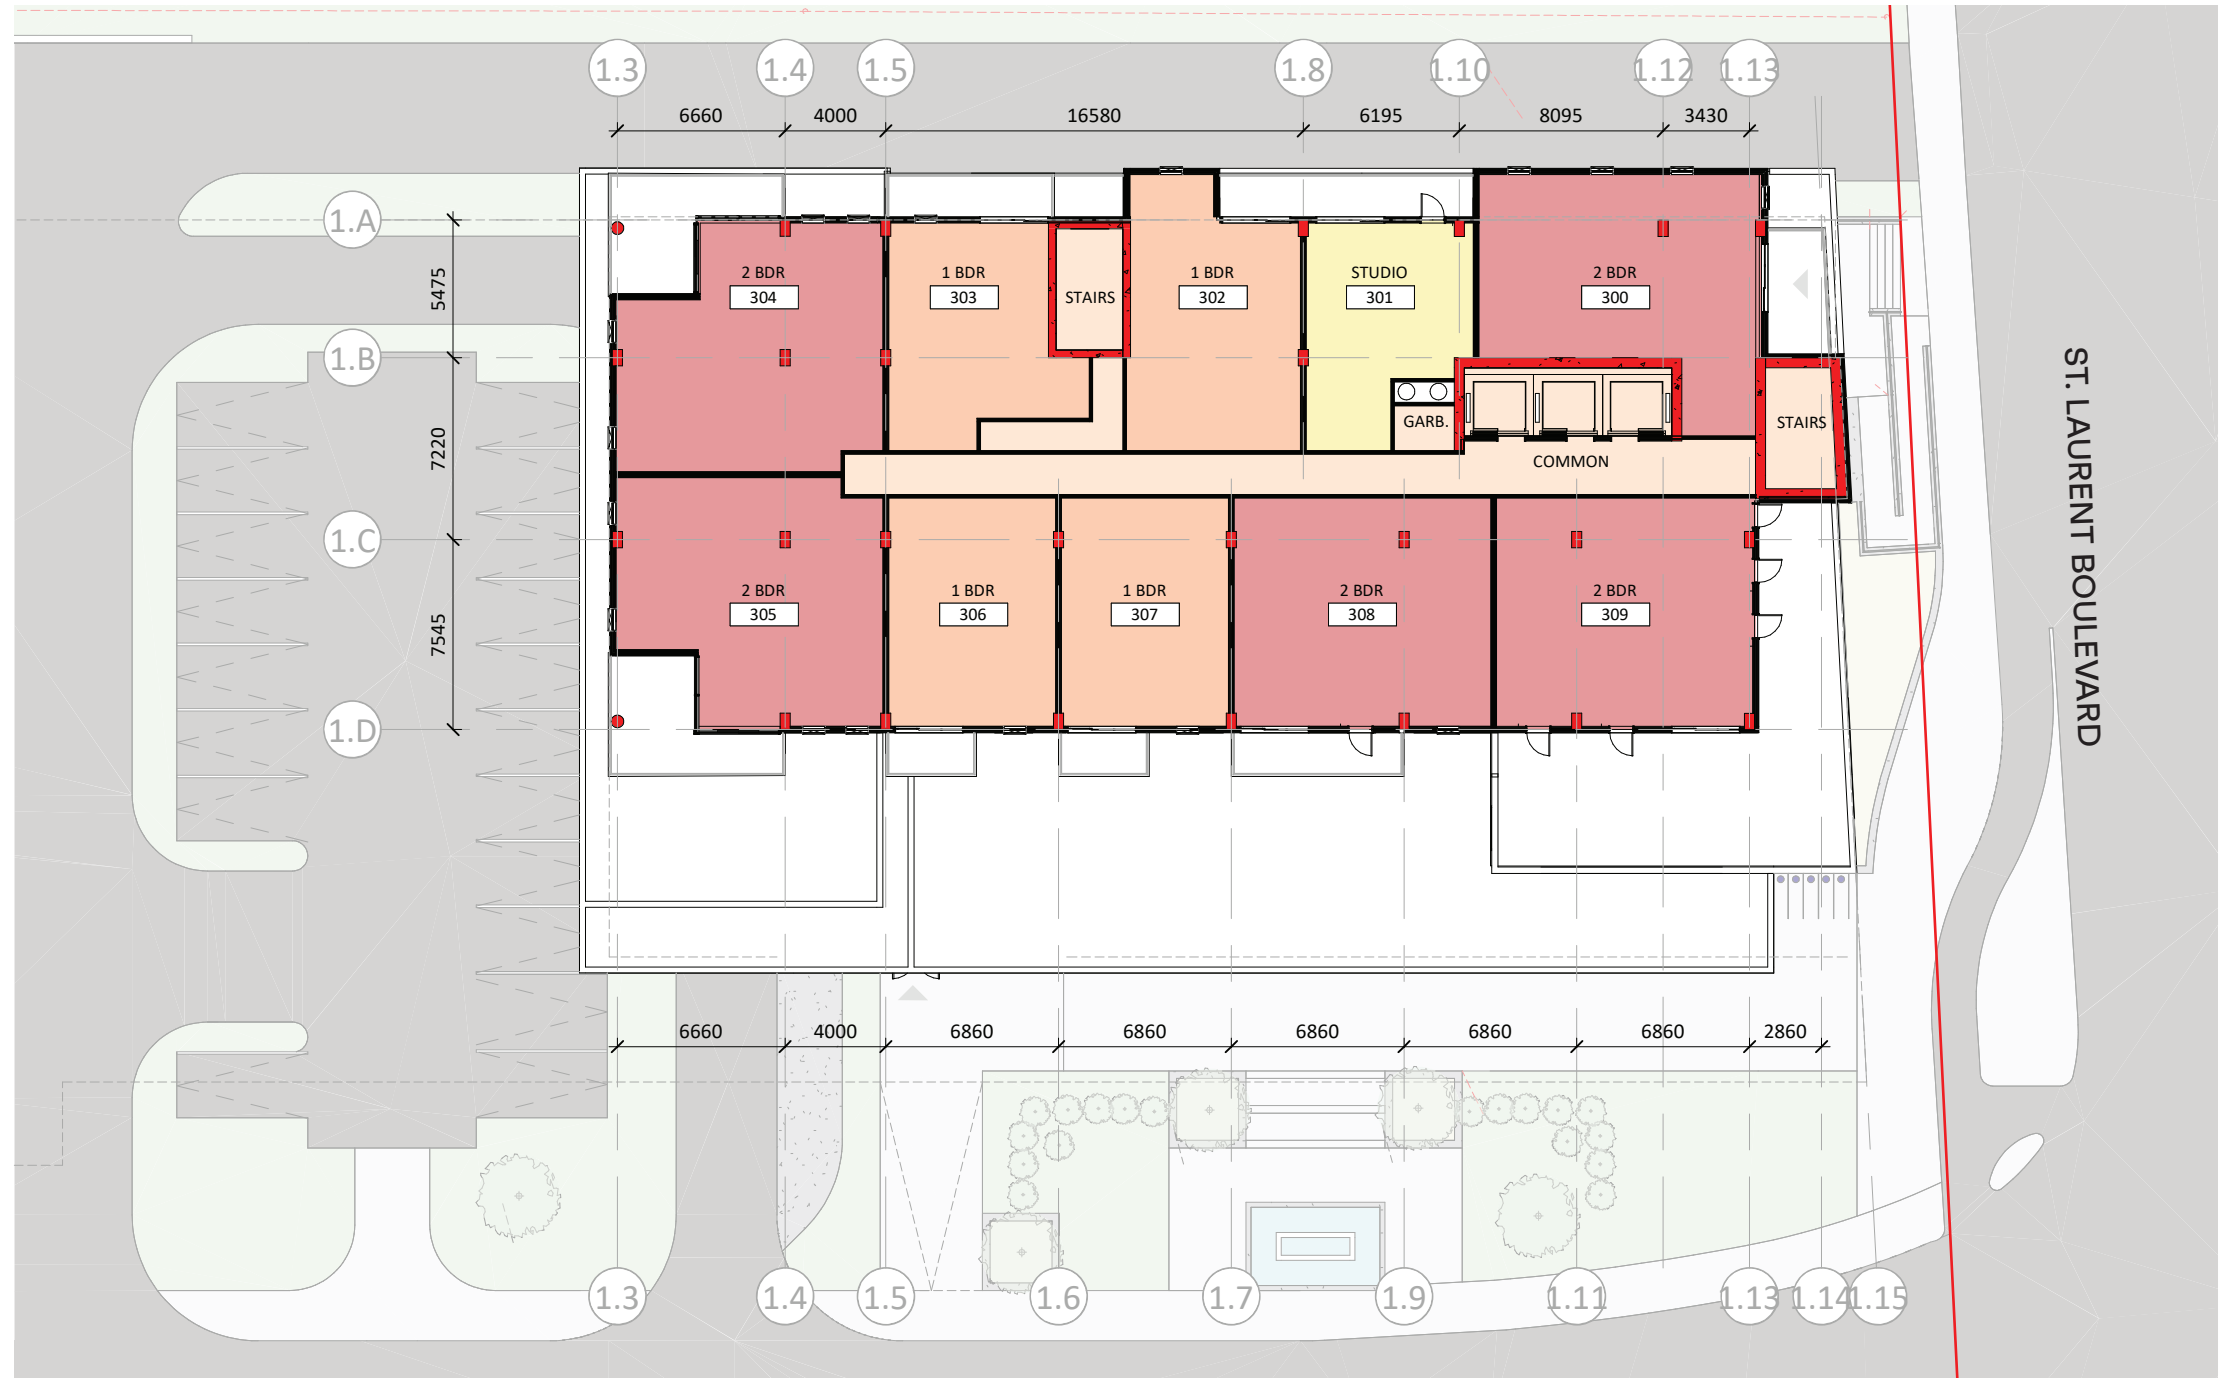 1.3 1.4 1.5 1.8 1.10 1.12 1.13
6660 4000 16580 6195 8095 3430
1.A
5475
1.B
7220
1.C
7545
1.D
2 BDR
304
1 BDR
303
STAIRS
1 BDR
302
STUDIO
301
2 BDR
300
GARB.
STAIRS
COMMON
2 BDR
305
1 BDR
306
1 BDR
307
2 BDR
308
2 BDR
309
ST. LAURENT BOULEVARD
6660 4000 6860 6860 6860 6860 6860 2860
1.3 1.4 1.5 1.6 1.7 1.9 1.11 1.13 1.14 1.15